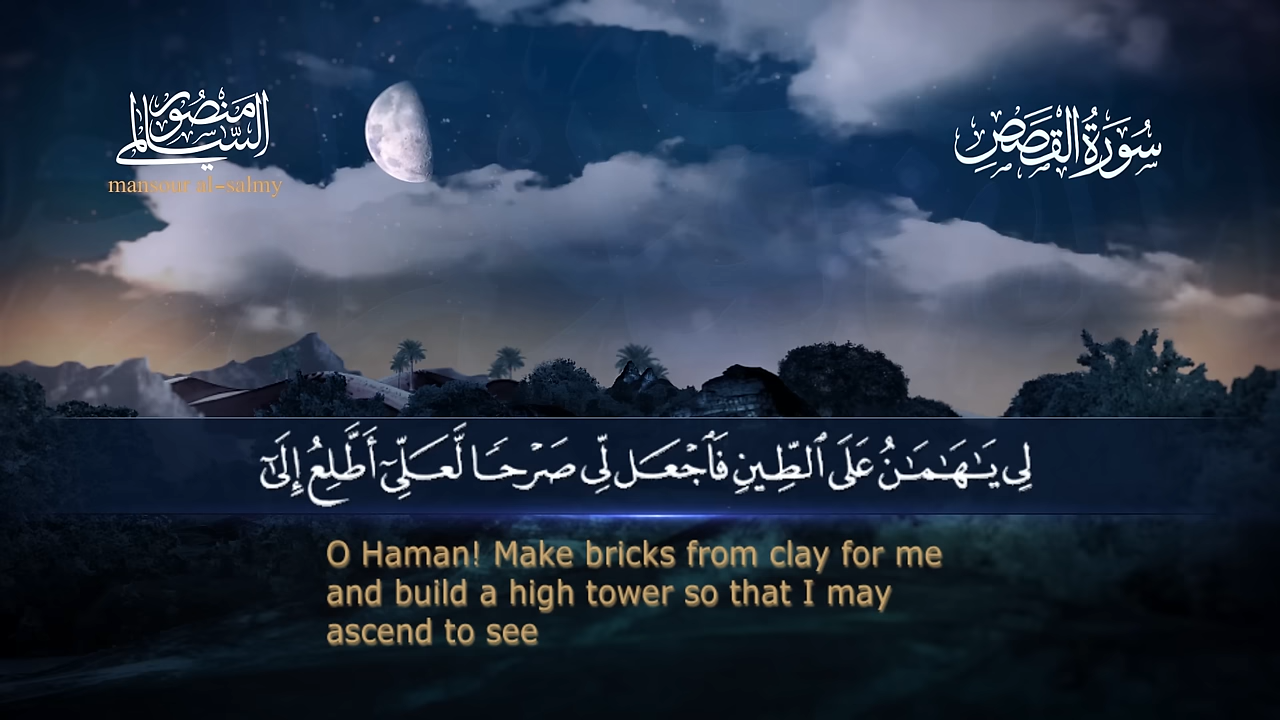 منصور
السالمي
mansour al-salmy
سُورَةُ القَصَصِ
لِي يَـٰهَـٰمَـٰنُ عَلَى ٱلطِّينِ فَٱجْعَل لِّي صَرْحًا لَّعَلِّيٓ أَطَّلِعُ إِلَىٰٓ
O Haman! Make bricks from clay for me
and build a high tower so that I may
ascend to see